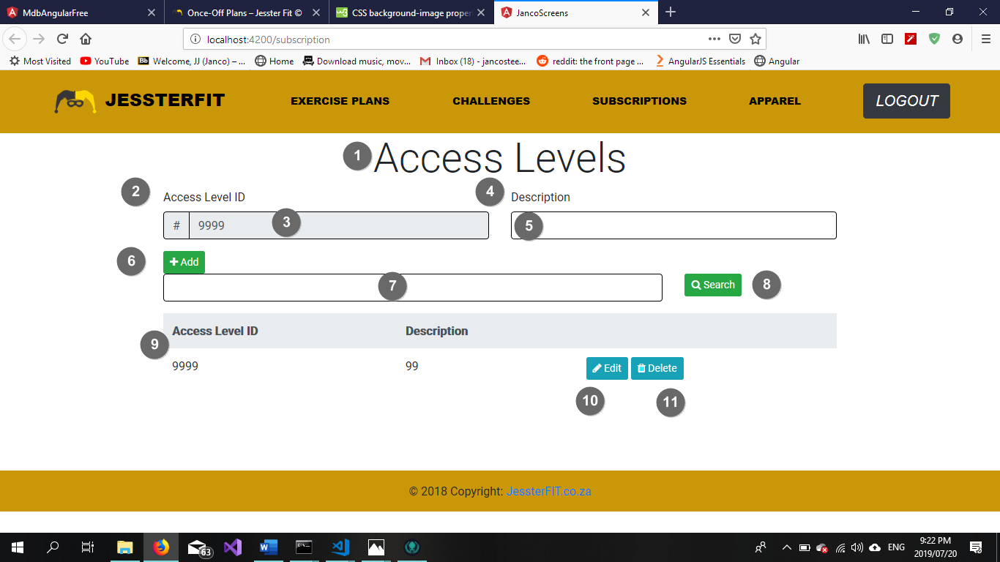 MdbAngularFree
Once-Off Plans – Jesster Fit ©
CSS background-image proper
JancoScreens
localhost:4200/subscription
Most Visited
YouTube
Bb Welcome, JJ (Janco) – ...
Home
Download music, mov...
Inbox (18) - jancostee...
reddit: the front page ...
AngularJS Essentials
Angular
JESSTERFIT
EXERCISE PLANS
CHALLENGES
SUBSCRIPTIONS
APPAREL
LOGOUT
1 Access Levels
2 Access Level ID
4 Description
# 9999 3
5
6 Add
7
Search 8
Access Level ID Description
9
9999 99 Edit Delete
10 11
© 2018 Copyright: JessterFIT.co.za
63
ENG
9:22 PM
2019/07/20